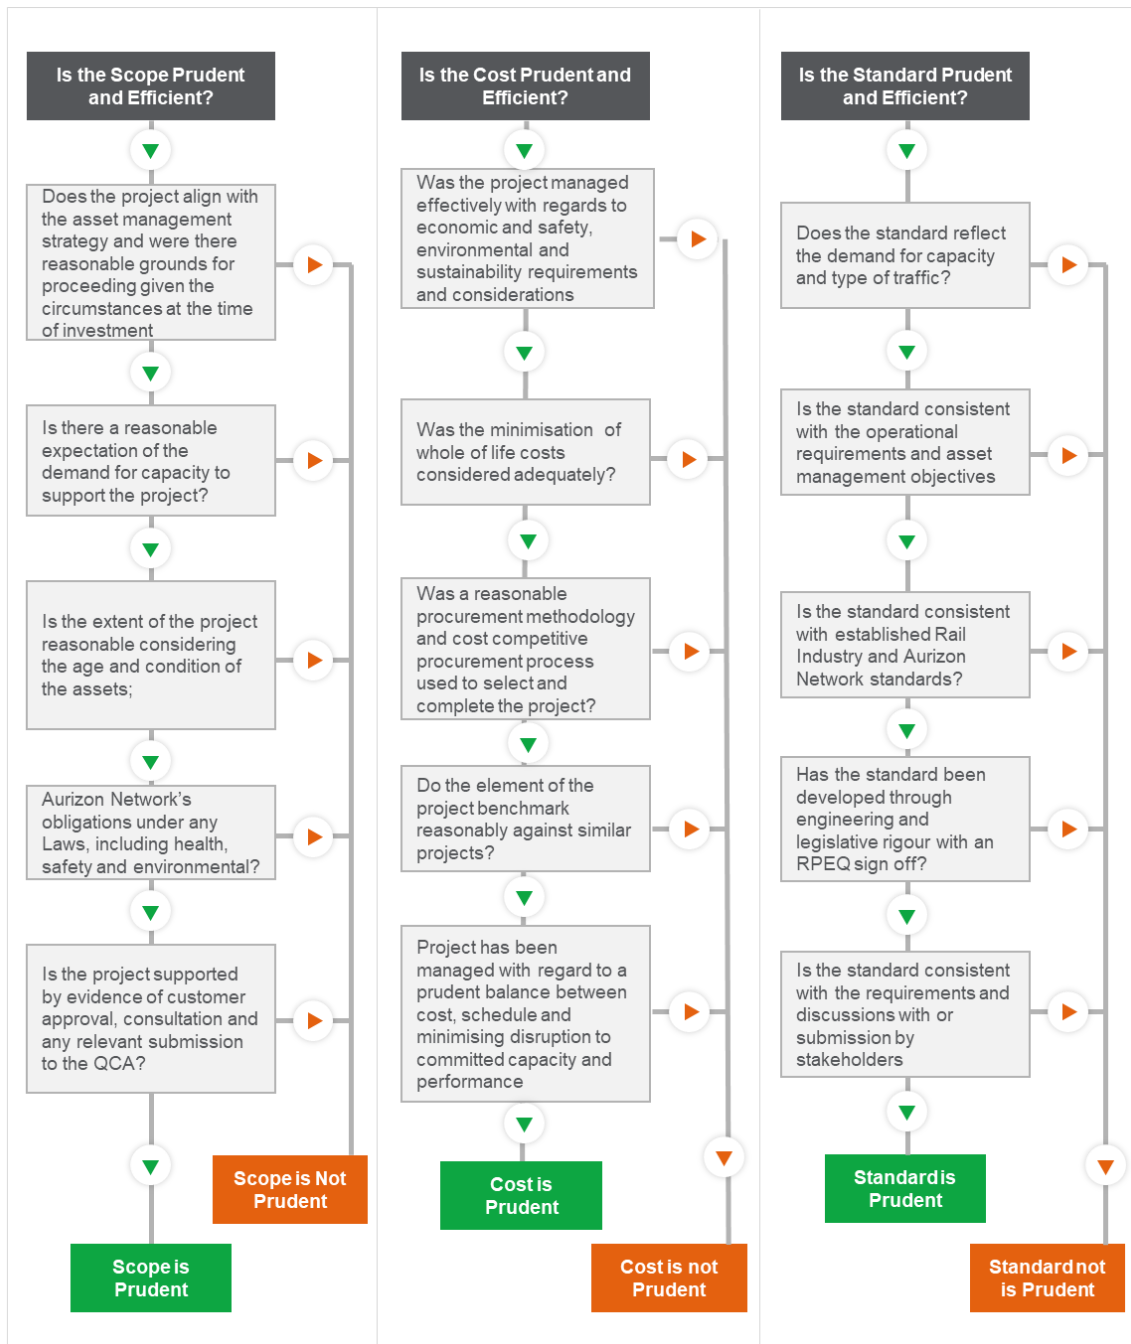 Is the Scope Prudent
and Efficient?
Does the project align with
the asset management
strategy and were there
reasonable grounds for
proceeding given the
circumstances at the time
of investment
Is there a reasonable
expectation of the
demand for capacity to
support the project?
Is the extent of the project
reasonable considering
the age and condition of
the assets;
Aurizon Network's
obligations under any
Laws, including health,
safety and environmental?
Is the project supported
by evidence of customer
approval, consultation and
any relevant submission
to the QCA?
Scope is Not
Prudent
Scope is
Prudent
Is the Cost Prudent and
Efficient?
Was the project managed
effectively with regards to
economic and safety,
environmental and
sustainability requirements
and considerations
Was the minimisation of
whole of life costs
considered adequately?
Was a reasonable
procurement methodology
and cost competitive
procurement process
used to select and
complete the project?
Do the element of the
project benchmark
reasonably against similar
projects?
Project has been
managed with regard to a
prudent balance between
cost, schedule and
minimising disruption to
committed capacity and
performance
Cost is
Prudent
Cost is not
Prudent
Is the Standard Prudent
and Efficient?
Does the standard reflect
the demand for capacity
and type of traffic?
Is the standard consistent
with the operational
requirements and asset
management objectives
Is the standard consistent
with established Rail
Industry and Aurizon
Network standards?
Has the standard been
developed through
engineering and
legislative rigour with an
RPEQ sign off?
Is the standard consistent
with the requirements and
discussions with or
submission by
stakeholders
Standard is
Prudent
Standard not
is Prudent